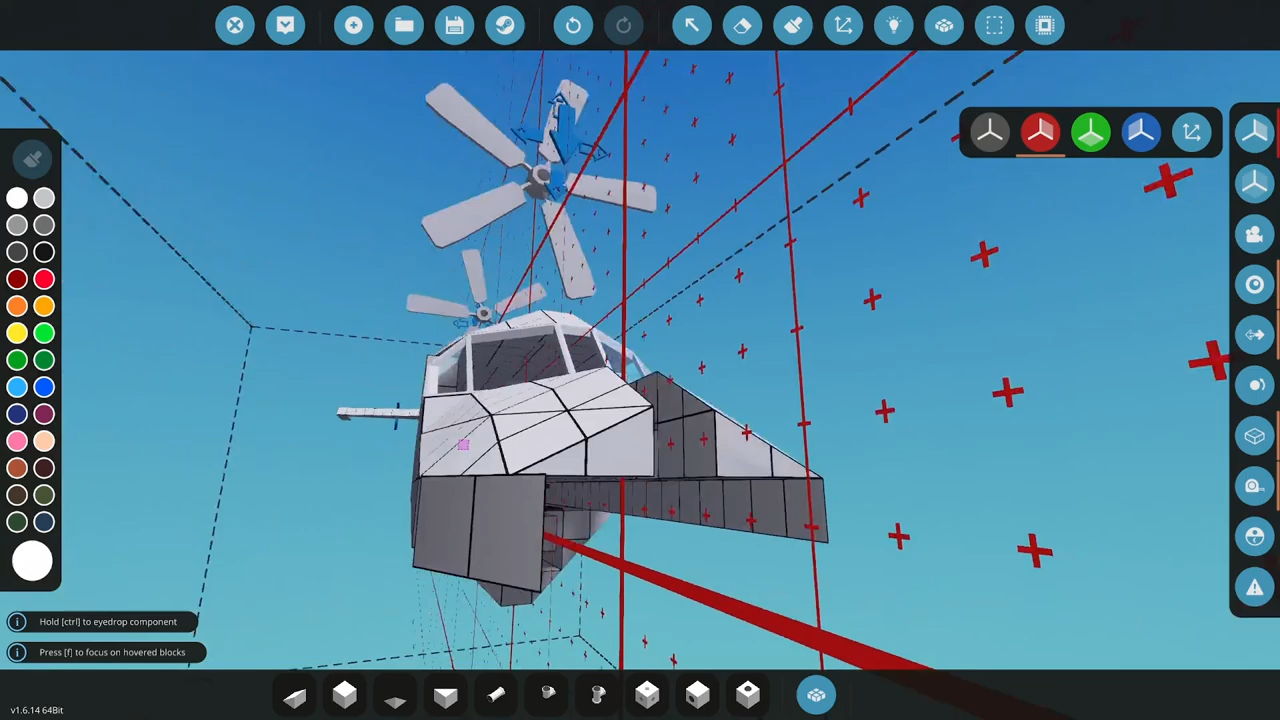 Hold [ctrl] to eyedrop component
Press [f] to focus on hovered blocks
v1.6.14 64Bit